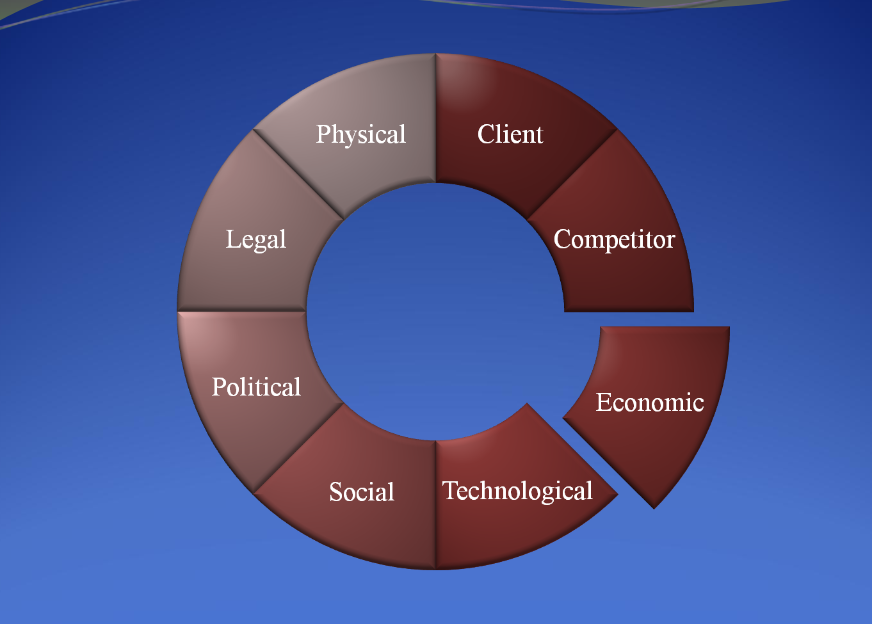 Physical
Client
Legal
Competitor
Political
Economic
Social
Technological